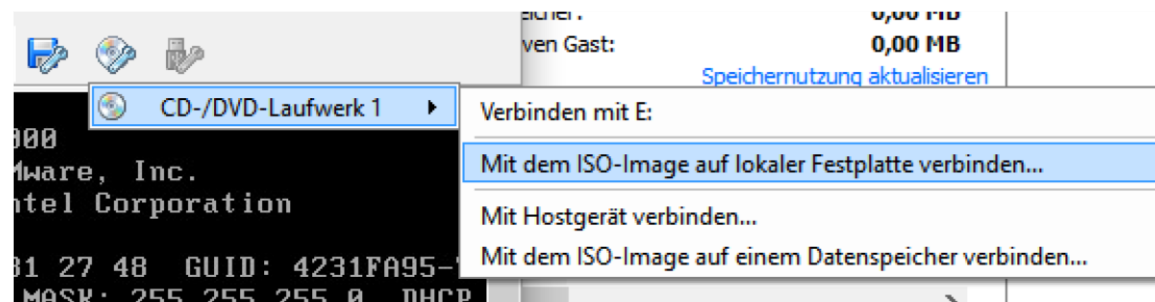 0,00 MB
ven Gast: 0,00 MB
Speichernutzung aktualisieren
CD-/DVD-Laufwerk 1
Verbinden mit E:
Mit dem ISO-Image auf lokaler Festplatte verbinden...
Mit Hostgerät verbinden...
Mit dem ISO-Image auf einem Datenspeicher verbinden...
000
Mware, Inc.
ntel Corporation
31 27 48 GUID: 4231FA95-
MASK: 255.255.255.0 DHCP